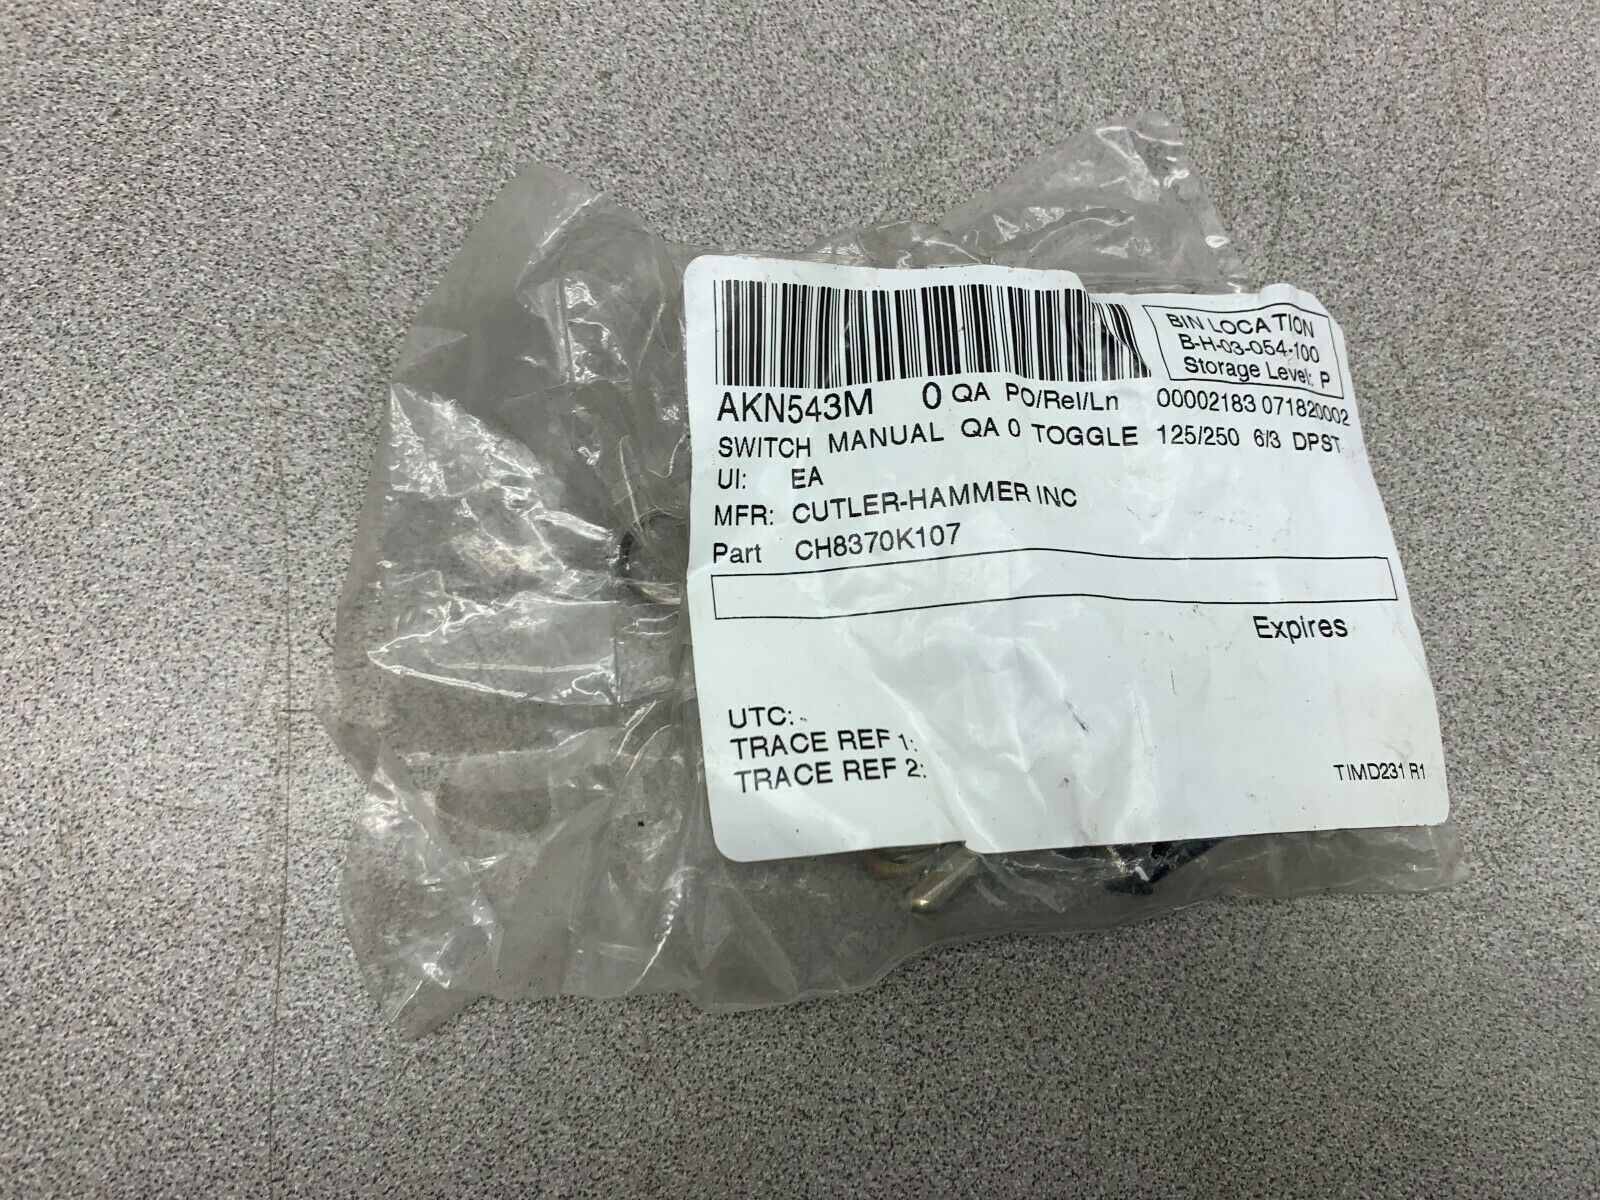 BIN LOCATION
B-H-03-054-100
Storage Level: P
AKN543M 0 QA PO/Rel/Ln 00002183 071820002
SWITCH MANUAL QA 0 TOGGLE 125/250 6/3 DPST
UI: EA
MFR: CUTLER-HAMMER INC
Part CH8370K107
Expires
UTC:
TRACE REF 1:
TRACE REF 2:
TIMD231 R1